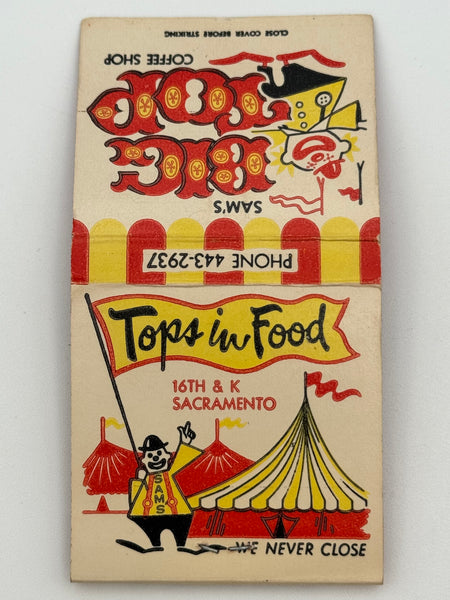 CLOSE COVER BEFORE STRIKING
SAM'S
BIG
TOP
COFFEE SHOP
PHONE 443-2937
Tops in Food
16TH & K
SACRAMENTO
SAMS
WE NEVER CLOSE